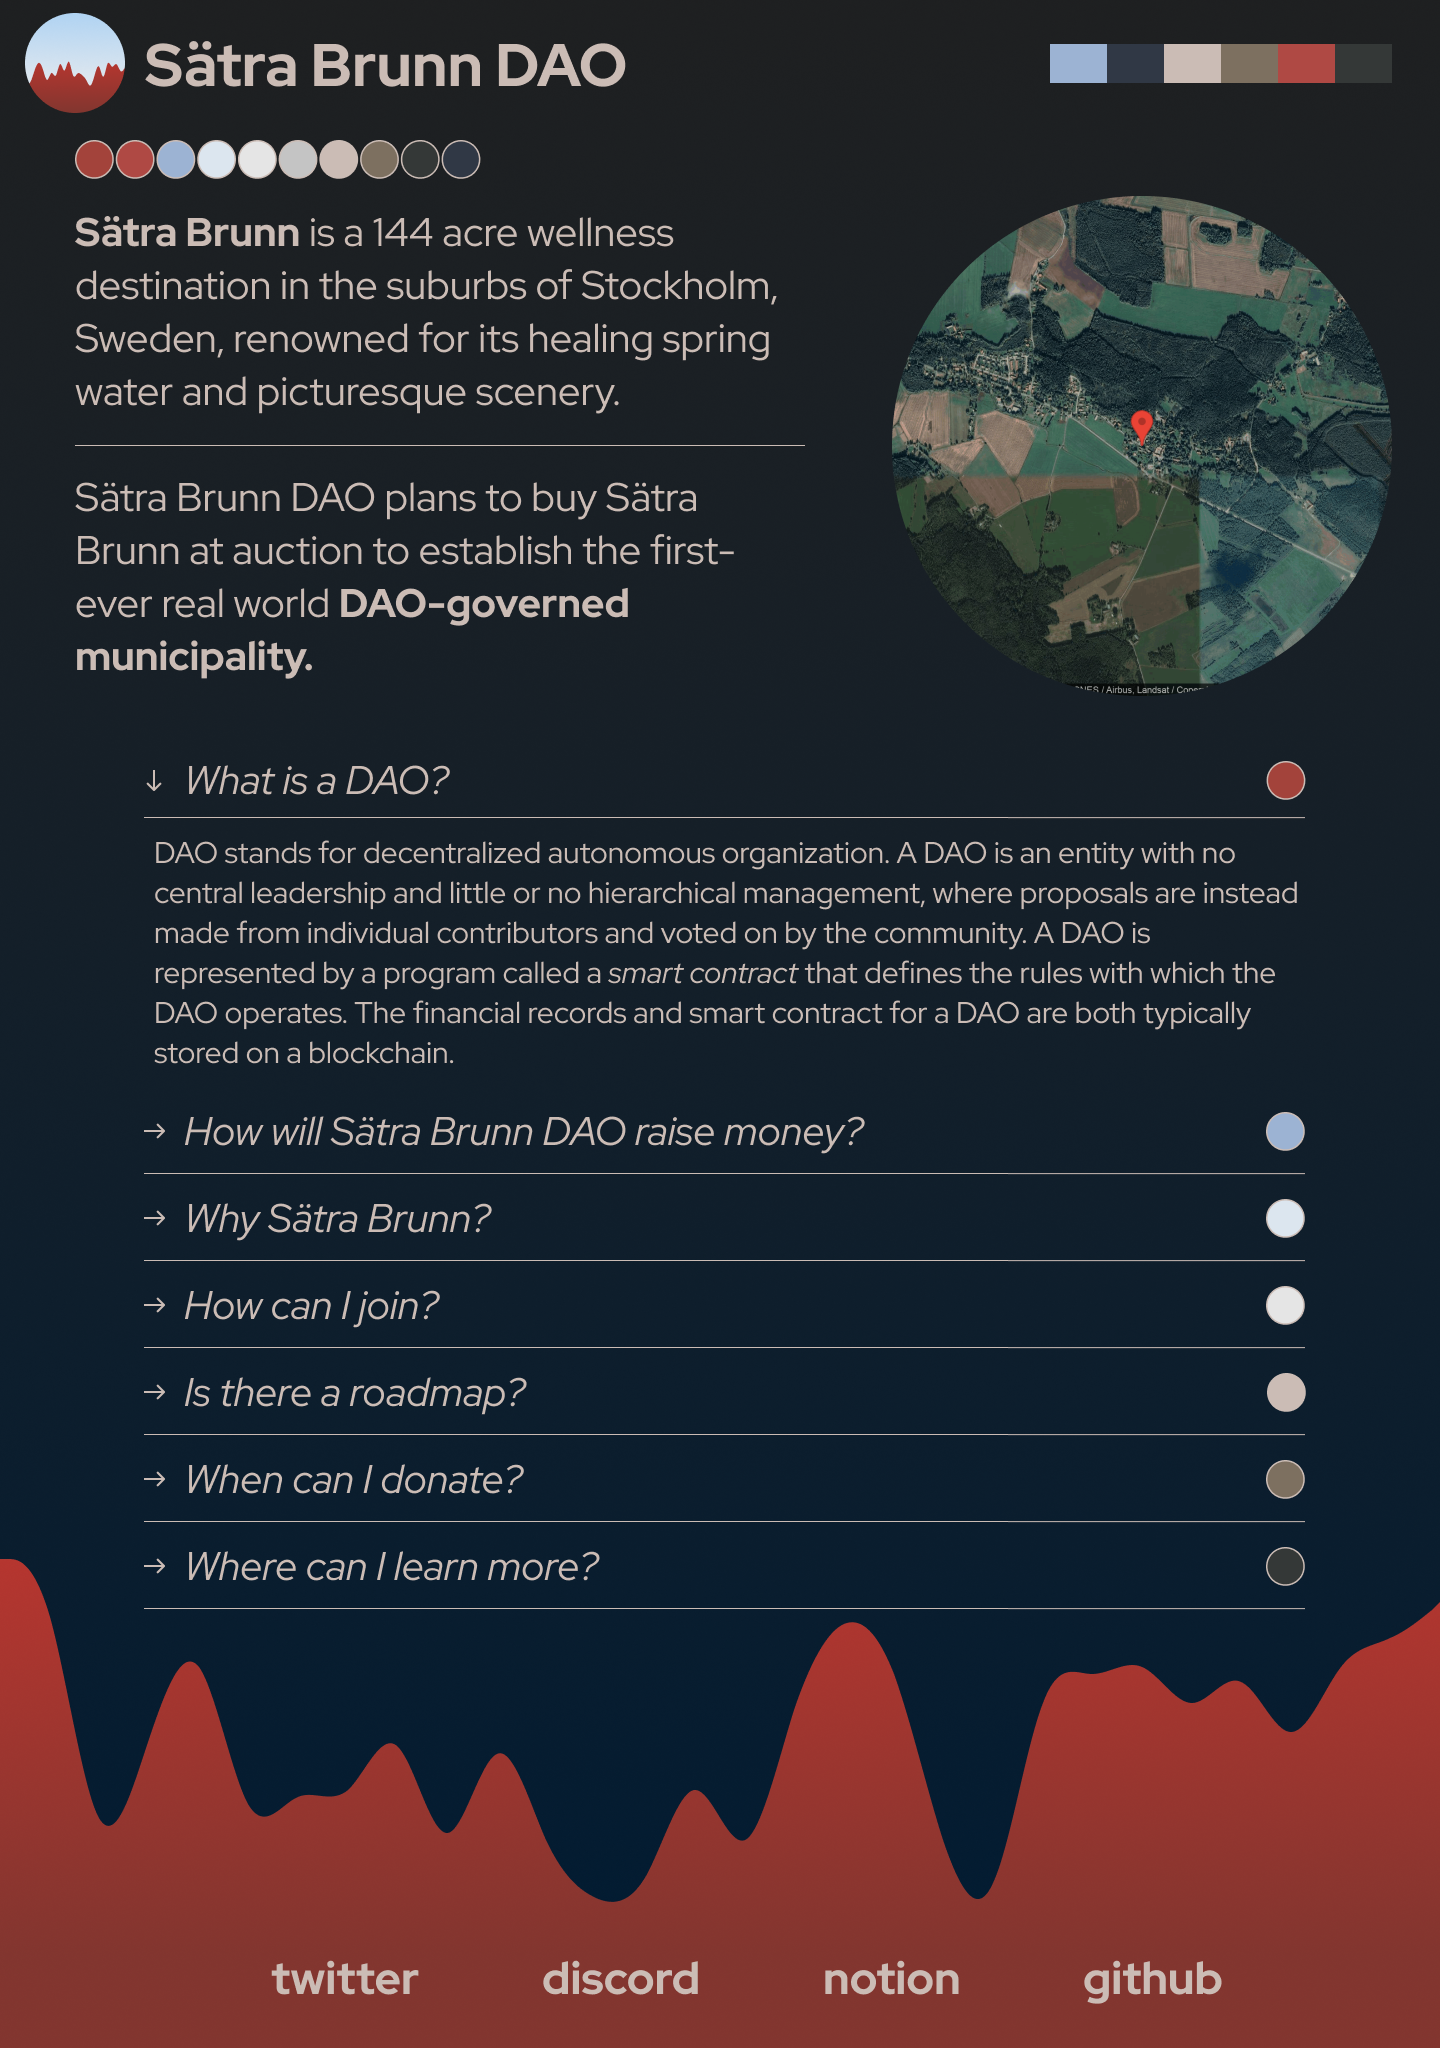 Sätra Brunn DAO
Sätra Brunn is a 144 acre wellness
destination in the suburbs of Stockholm,
Sweden, renowned for its healing spring
water and picturesque scenery.
Sätra Brunn DAO plans to buy Sätra
Brunn at auction to establish the first-
ever real world DAO-governed
municipality.
/ Airbus, Landsat /
↓ What is a DAO?
DAO stands for decentralized autonomous organization. A DAO is an entity with no
central leadership and little or no hierarchical management, where proposals are instead
made from individual contributors and voted on by the community. A DAO is
represented by a program called a smart contract that defines the rules with which the
DAO operates. The financial records and smart contract for a DAO are both typically
stored on a blockchain.
→ How will Sätra Brunn DAO raise money?
→ Why Sätra Brunn?
→ How can I join?
→ Is there a roadmap?
→ When can I donate?
→ Where can I learn more?
twitter discord notion github